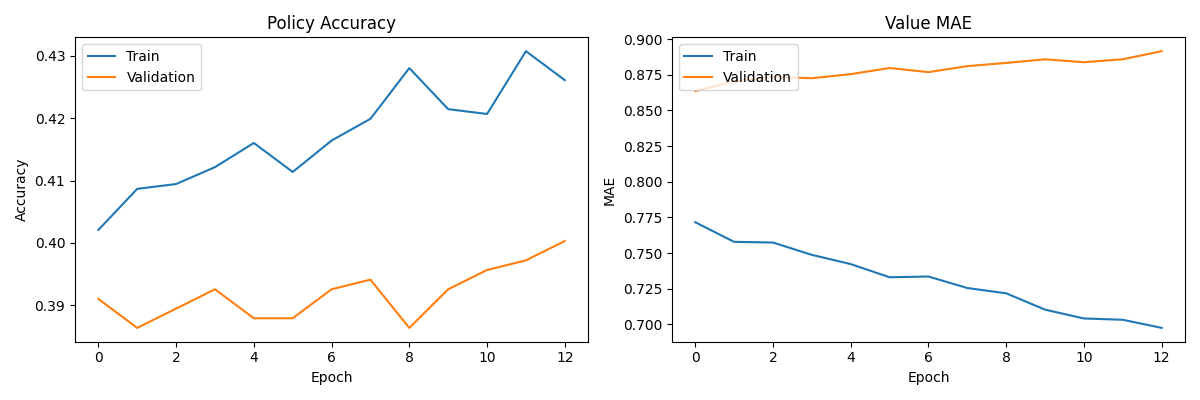 Policy Accuracy
Train
Validation
0.43
0.42
0.41
0.40
0.39
Accuracy
0 2 4 6 8 10 12
Epoch
Value MAE
Train
Validation
0.900
0.875
0.850
0.825
0.800
0.775
0.750
0.725
0.700
MAE
0 2 4 6 8 10 12
Epoch